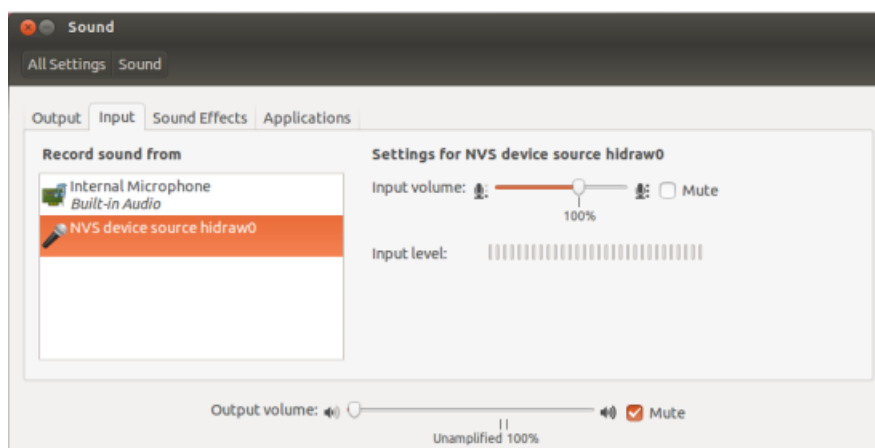 Sound
All Settings Sound
Output Input Sound Effects Applications
Record sound from
Internal Microphone
Built-in Audio
NVS device source hidraw0
Settings for NVS device source hidraw0
Input volume: Mute
100%
Input level:
Output volume: Mute
Unamplified 100%